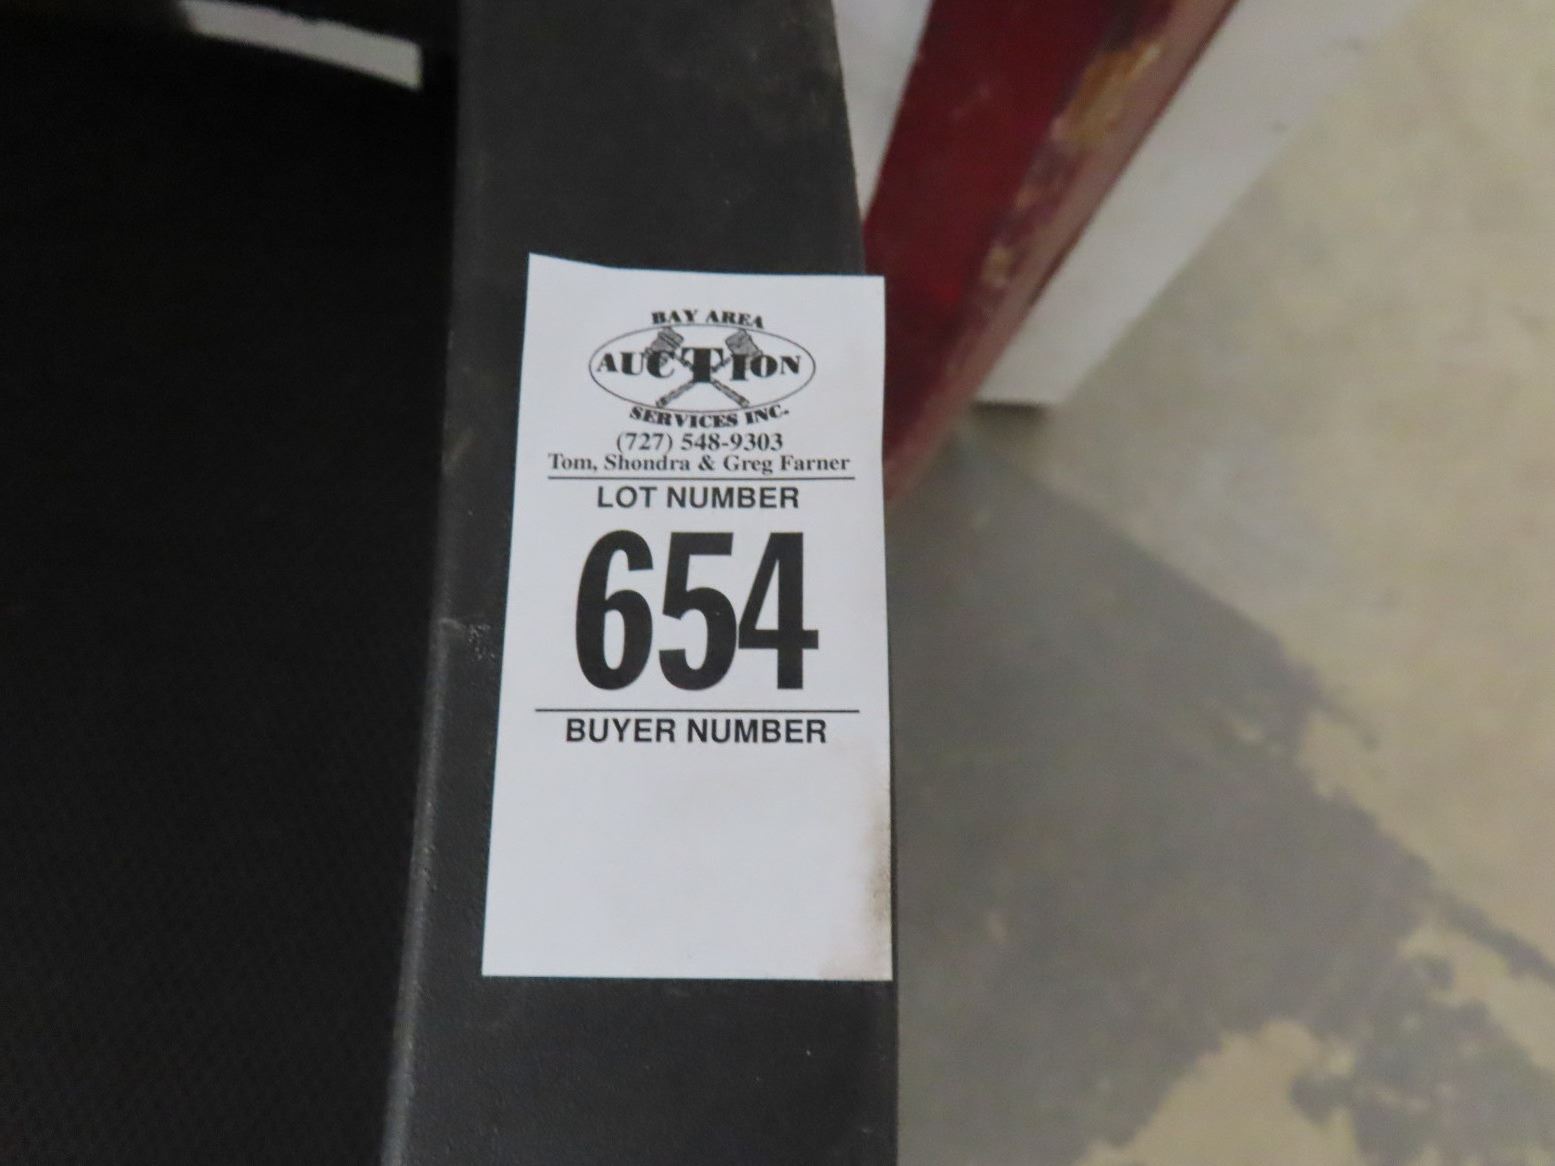 BAY AREA
AUCTION
SERVICES INC.
(727) 548-9303
Tom, Shondra & Greg Farner
LOT NUMBER
654
BUYER NUMBER